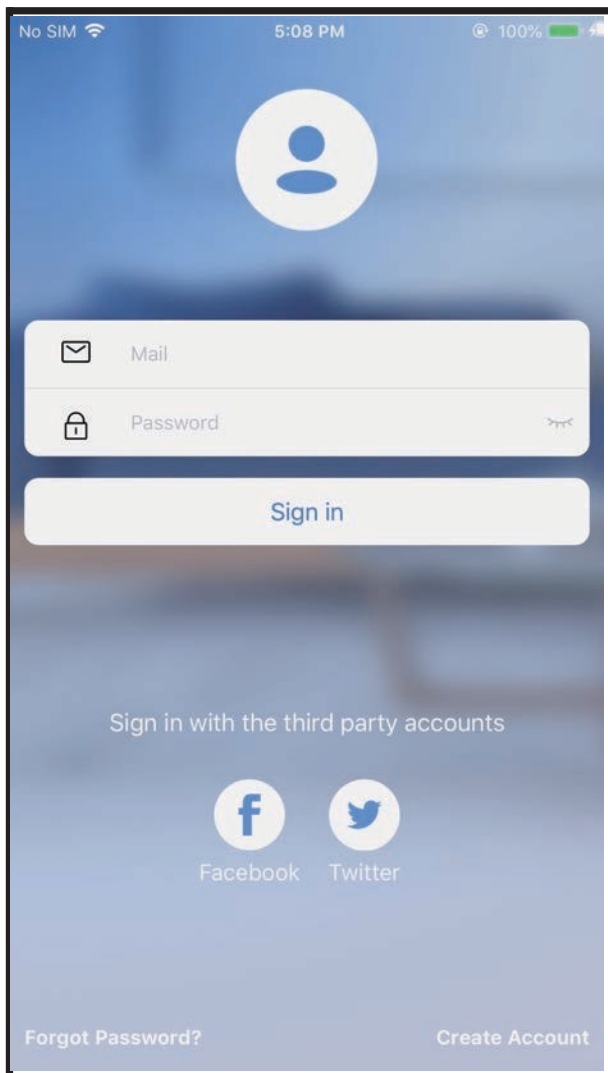 No SIM 5:08 PM 100%
Mail
Password
Sign in
Sign in with the third party accounts
Facebook Twitter
Forgot Password? Create Account